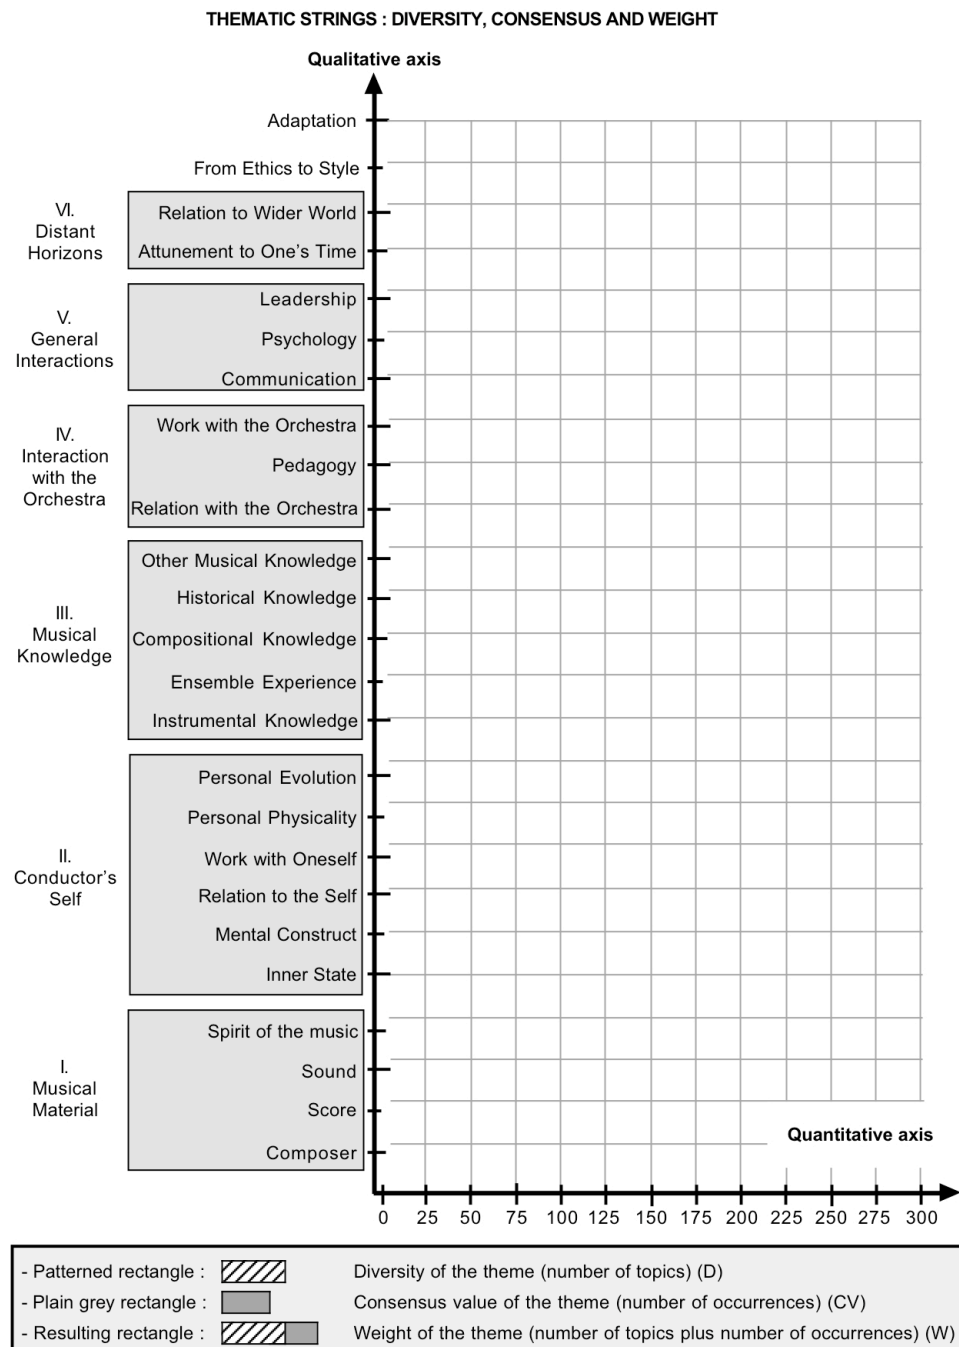 THEMATIC STRINGS : DIVERSITY, CONSENSUS AND WEIGHT
Qualitative axis
Adaptation
From Ethics to Style
VI.
Distant
Horizons
Relation to Wider World
Attunement to One's Time
V.
General
Interactions
Leadership
Psychology
Communication
IV.
Interaction
with the
Orchestra
Work with the Orchestra
Pedagogy
Relation with the Orchestra
III.
Musical
Knowledge
Other Musical Knowledge
Historical Knowledge
Compositional Knowledge
Ensemble Experience
Instrumental Knowledge
II.
Conductor's
Self
Personal Evolution
Personal Physicality
Work with Oneself
Relation to the Self
Mental Construct
Inner State
I.
Musical
Material
Spirit of the music
Sound
Score
Composer
Quantitative axis
0 25 50 75 100 125 150 175 200 225 250 275 300
- Patterned rectangle : Diversity of the theme (number of topics) (D)
- Plain grey rectangle : Consensus value of the theme (number of occurrences) (CV)
- Resulting rectangle : Weight of the theme (number of topics plus number of occurrences) (W)